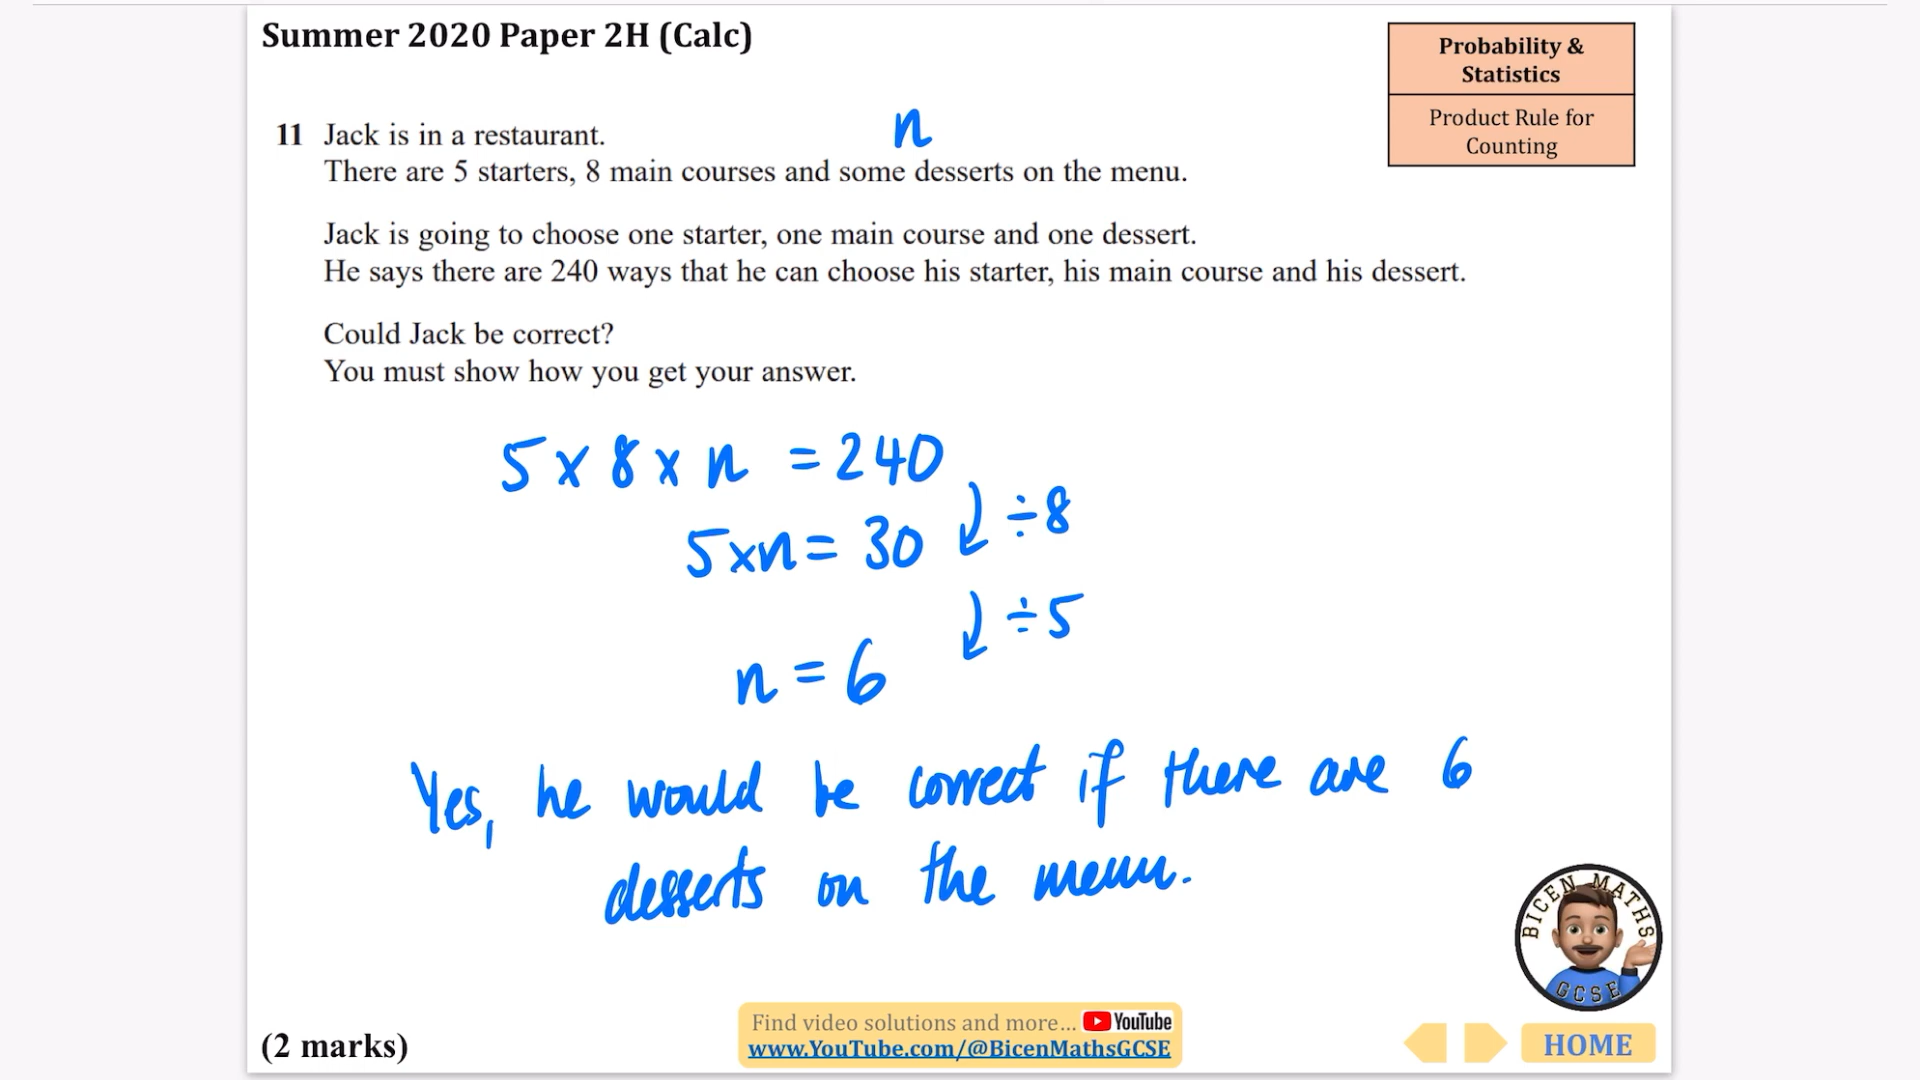 Summer 2020 Paper 2H (Calc)
Probability &
Statistics
Product Rule for
Counting
n
11 Jack is in a restaurant.
There are 5 starters, 8 main courses and some desserts on the menu.
Jack is going to choose one starter, one main course and one dessert.
He says there are 240 ways that he can choose his starter, his main course and his dessert.
Could Jack be correct?
You must show how you get your answer.
5 x 8 x n = 240
÷8
5xn = 30
÷5
n = 6
Yes, he would be correct if there are 6
desserts on the menu.
BICEN MATHS
GCSE
(2 marks)
Find video solutions and more... YouTube
www.YouTube.com/@BicenMathsGCSE
HOME